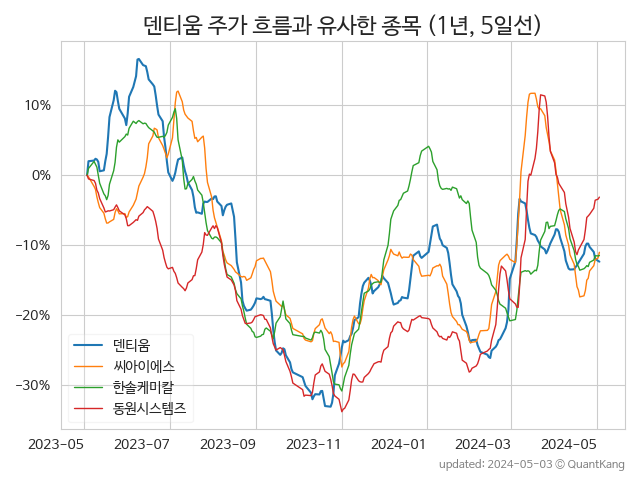 덴티움 주가 흐름과 유사한 종목 (1년, 5일선)
10%
0%
−10%
−20%
−30%
덴티움
씨아이에스
한솔케미칼
동원시스템즈
2023-05 2023-07 2023-09 2023-11 2024-01 2024-03 2024-05
updated: 2024-05-03 ⓒ QuantKang